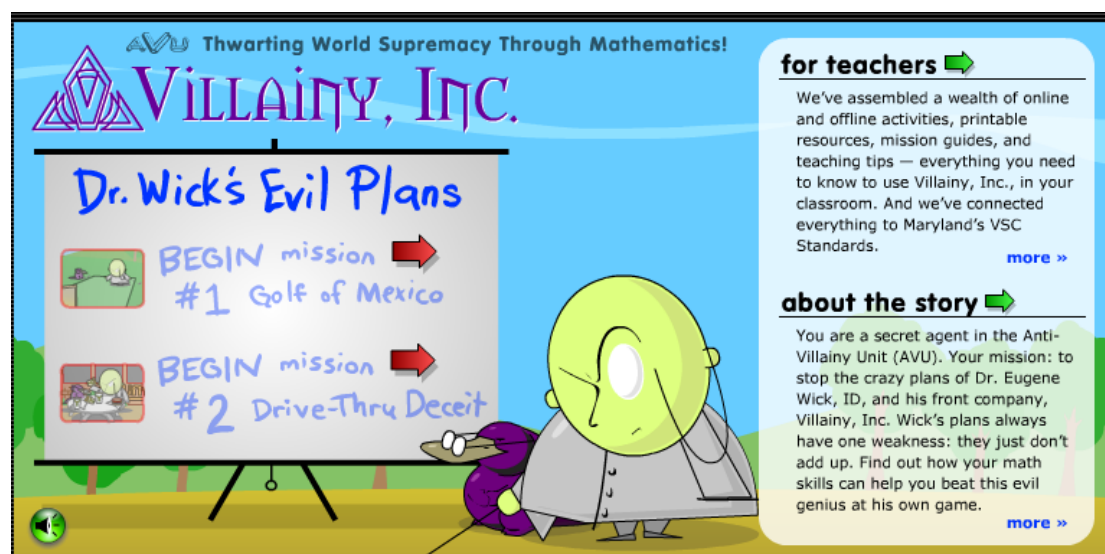 AVU Thwarting World Supremacy Through Mathematics!
Villainy, Inc.
Dr. Wick's Evil Plans
BEGIN mission
#1 Golf of Mexico
BEGIN mission
#2 Drive-Thru Deceit
for teachers
We've assembled a wealth of online
and offline activities, printable
resources, mission guides, and
teaching tips — everything you need
to know to use Villainy, Inc., in your
classroom. And we've connected
everything to Maryland's VSC
Standards.
more »
about the story
You are a secret agent in the Anti-
Villainy Unit (AVU). Your mission: to
stop the crazy plans of Dr. Eugene
Wick, ID, and his front company,
Villainy, Inc. Wick's plans always
have one weakness: they just don't
add up. Find out how your math
skills can help you beat this evil
genius at his own game.
more »